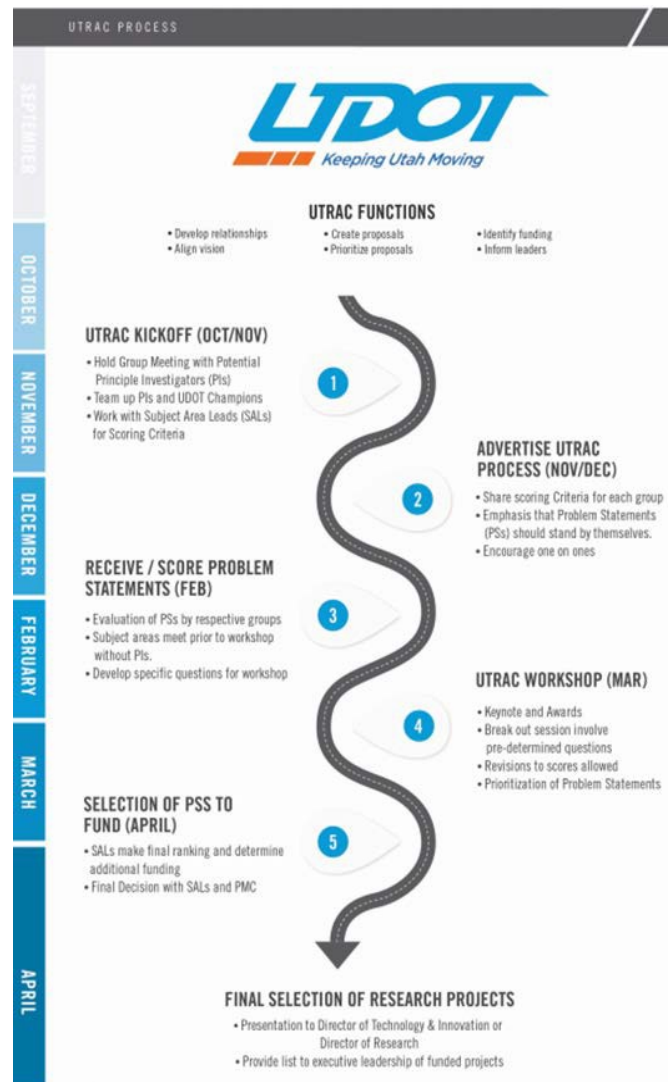 UTRAC PROCESS
SEPTEMBER
OCTOBER
NOVEMBER
DECEMBER
FEBRUARY
MARCH
APRIL
UDOT
Keeping Utah Moving
UTRAC FUNCTIONS
• Develop relationships
• Align vision
• Create proposals
• Prioritize proposals
• Identify funding
• Inform leaders
UTRAC KICKOFF (OCT/NOV)
• Hold Group Meeting with Potential
Principle Investigators (PIs)
• Team up PIs and UDOT Champions
• Work with Subject Area Leads (SALs)
for Scoring Criteria
1
ADVERTISE UTRAC
PROCESS (NOV/DEC)
• Share scoring Criteria for each group
• Emphasis that Problem Statements
(PSs) should stand by themselves.
• Encourage one on ones
2
RECEIVE / SCORE PROBLEM
STATEMENTS (FEB)
• Evaluation of PSs by respective groups
• Subject areas meet prior to workshop
without PIs.
• Develop specific questions for workshop
3
UTRAC WORKSHOP (MAR)
• Keynote and Awards
• Break out session involve
pre-determined questions
• Revisions to scores allowed
• Prioritization of Problem Statements
4
SELECTION OF PSS TO
FUND (APRIL)
• SALs make final ranking and determine
additional funding
• Final Decision with SALs and PMC
5
FINAL SELECTION OF RESEARCH PROJECTS
• Presentation to Director of Technology & Innovation or
Director of Research
• Provide list to executive leadership of funded projects